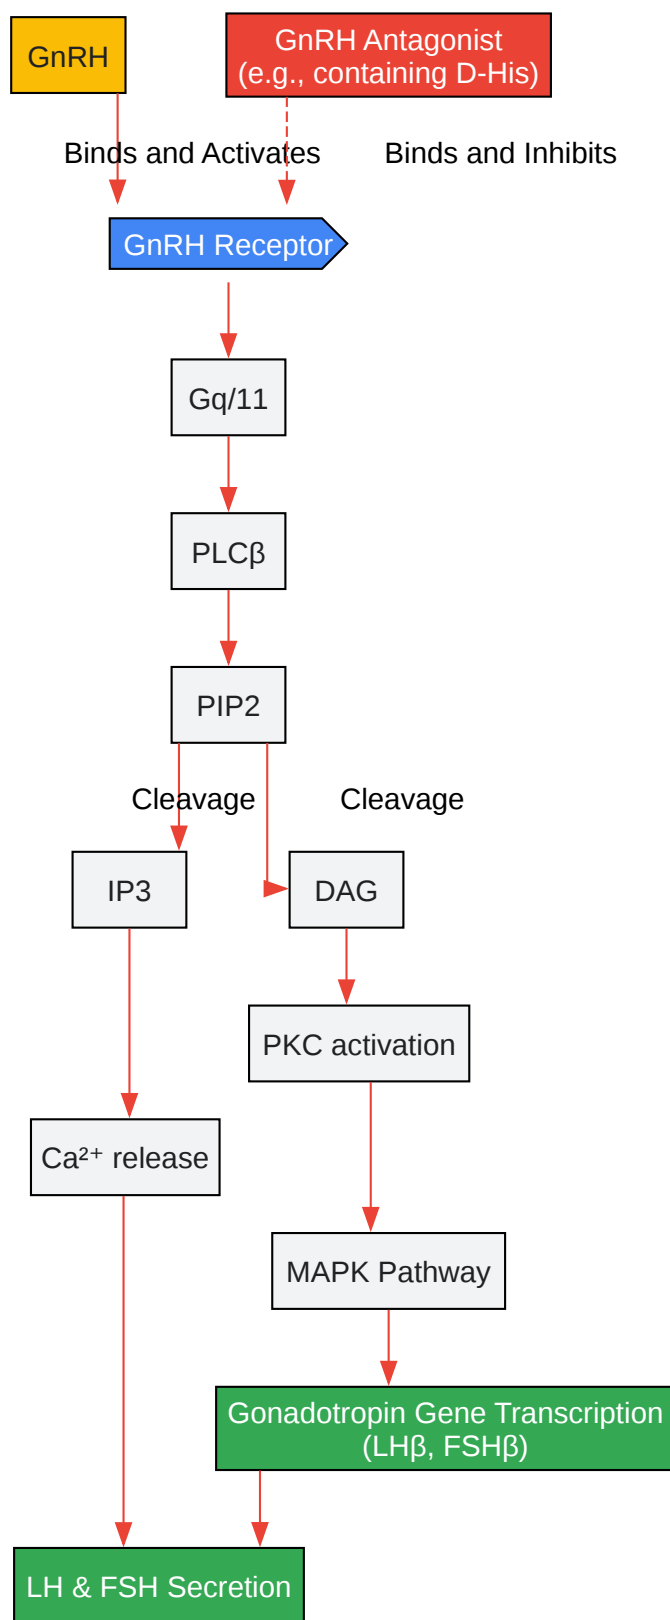 GnRH
GnRH Antagonist
(e.g., containing D-His)
Binds and Activates
Binds and Inhibits
GnRH Receptor
Gq/11
PLCβ
PIP2
Cleavage
Cleavage
IP3
DAG
PKC activation
Ca²⁺ release
MAPK Pathway
Gonadotropin Gene Transcription
(LHβ, FSHβ)
LH & FSH Secretion